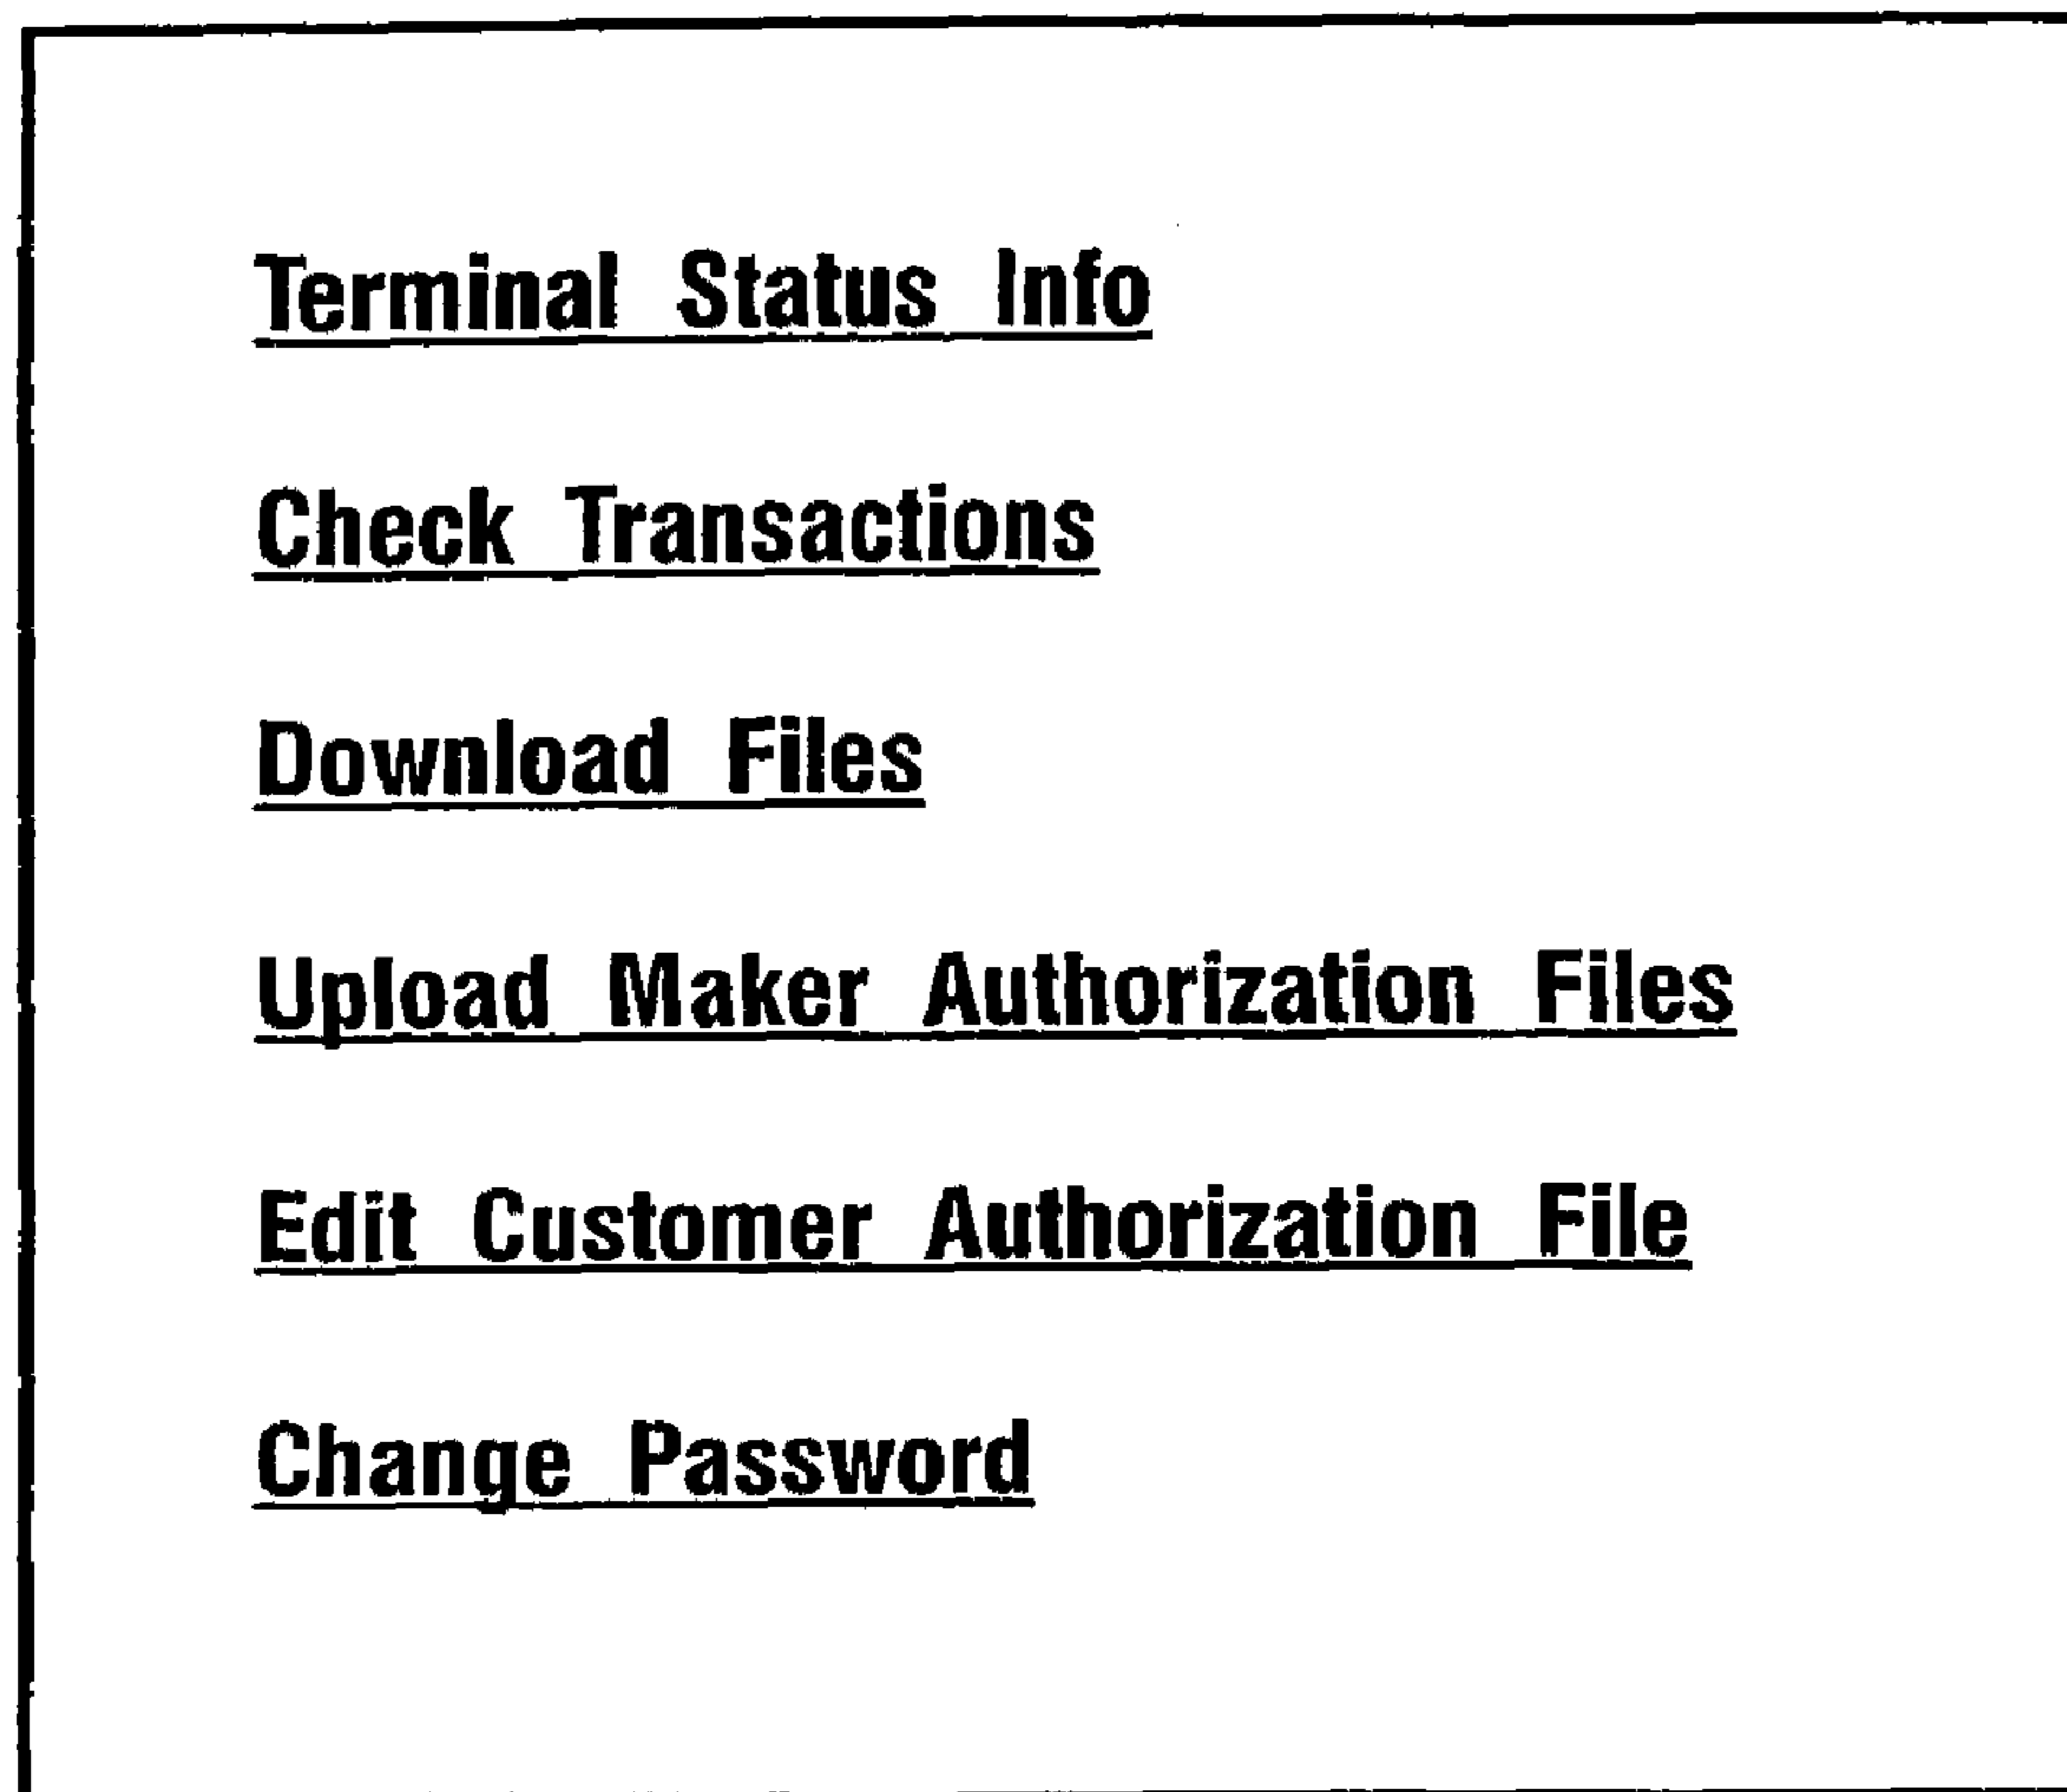 Terminal Status Info
Check Transactions
Download Files
Upload Maker Authorization Files
Edit Customer Authorization File
Change Password